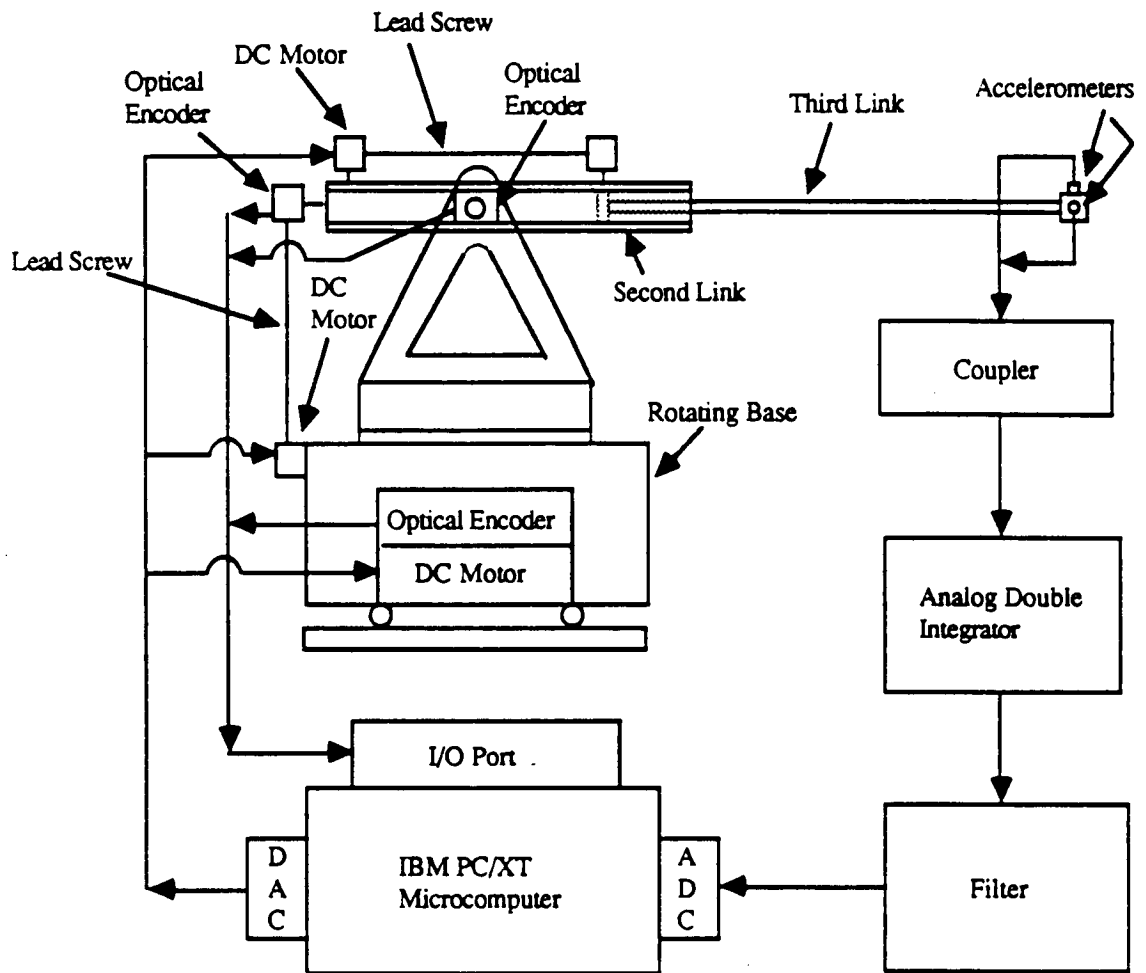 Lead Screw
DC Motor
Optical
Encoder
Optical
Encoder
Third Link
Accelerometers
Lead Screw
DC
Motor
Second Link
Coupler
Rotating Base
Optical Encoder
DC Motor
Analog Double
Integrator
I/O Port
D
A
C
IBM PC/XT
Microcomputer
A
D
C
Filter